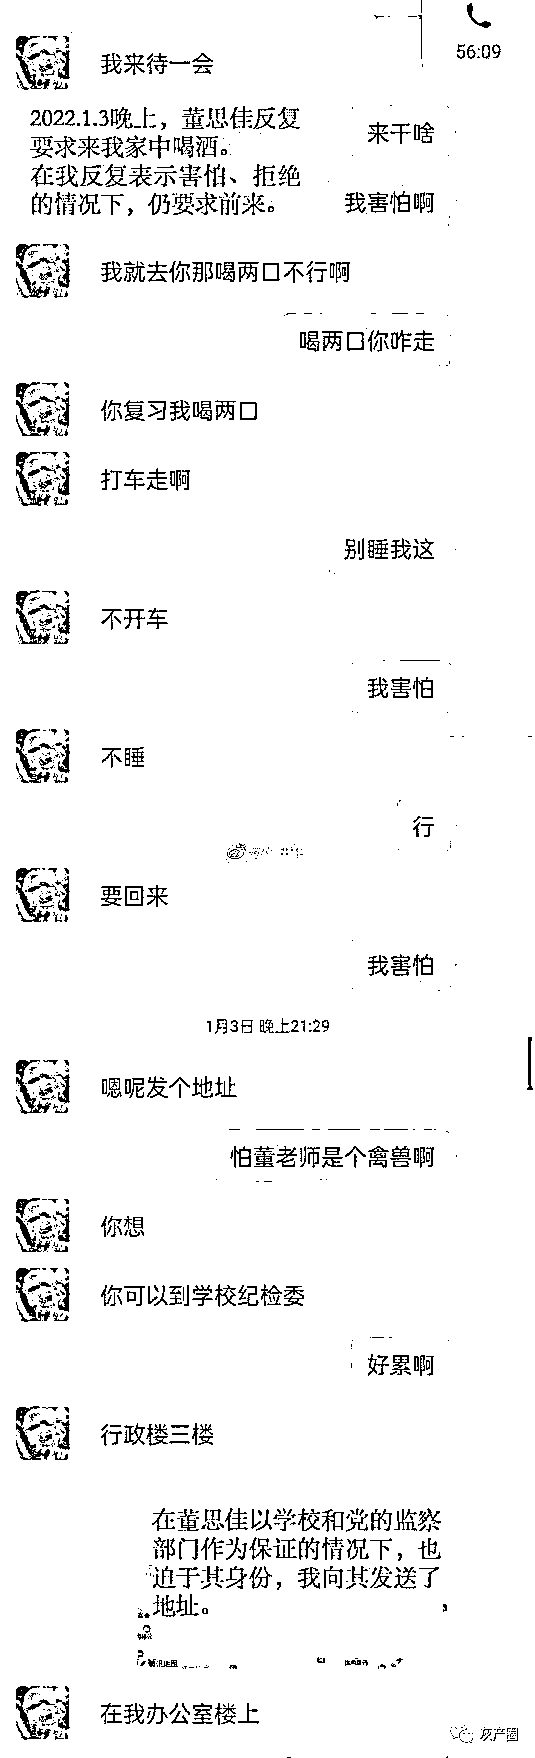 56:09
我来待一会
2022.1.3晚上，董思佳反复
要求来我家中喝酒。
在我反复表示害怕、拒绝
的情况下，仍要求前来。
来干啥
我害怕啊
我就去你那喝两口不行啊
喝两口你咋走
你复习我喝两口
打车走啊
别睡我这
不开车
我害怕
不睡
行
要回来
我害怕
1月3日 晚上21:29
嗯呢发个地址
怕董老师是个禽兽啊
你想
你可以到学校纪检委
好累啊
行政楼三楼
在董思佳以学校和党的监察
部门作为保证的情况下，也
迫于其身份，我向其发送了
地址。
在我办公室楼上
灰产圈